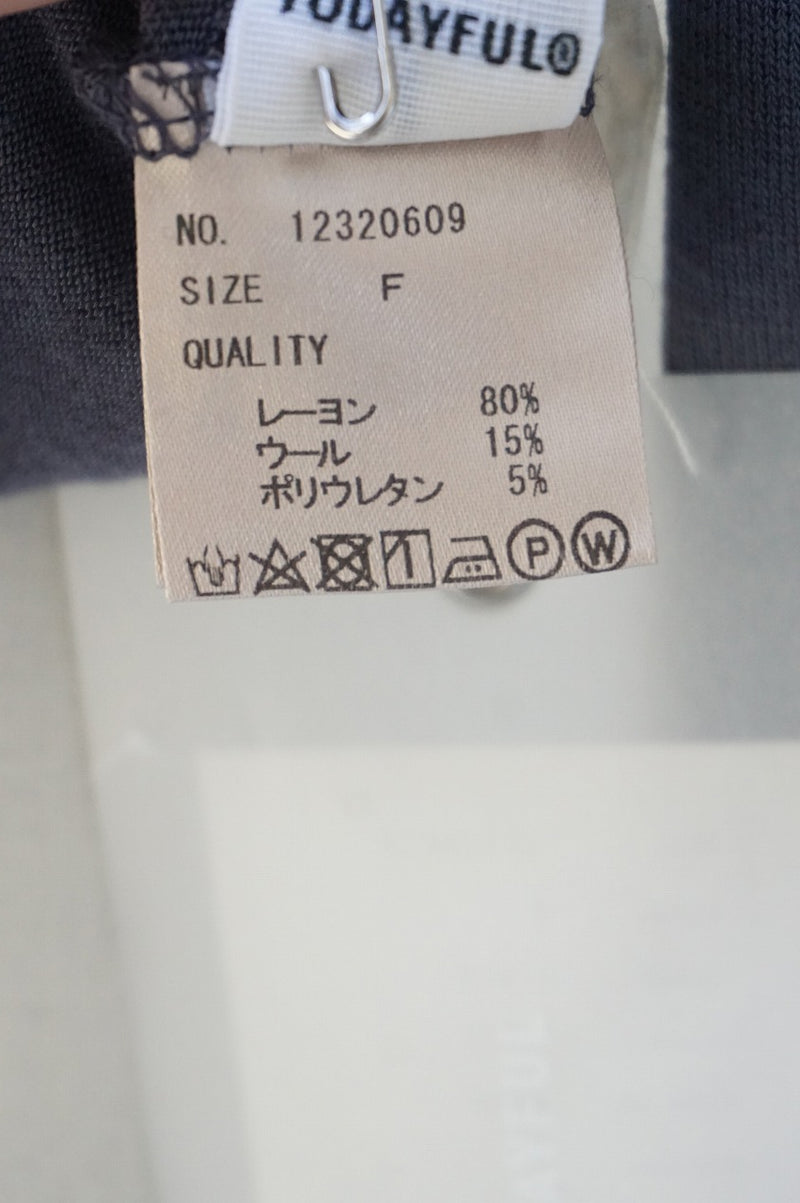 TODAYFUL®
NO. 12320609
SIZE F
QUALITY
レーヨン 80%
ウール 15%
ポリウレタン 5%
P W